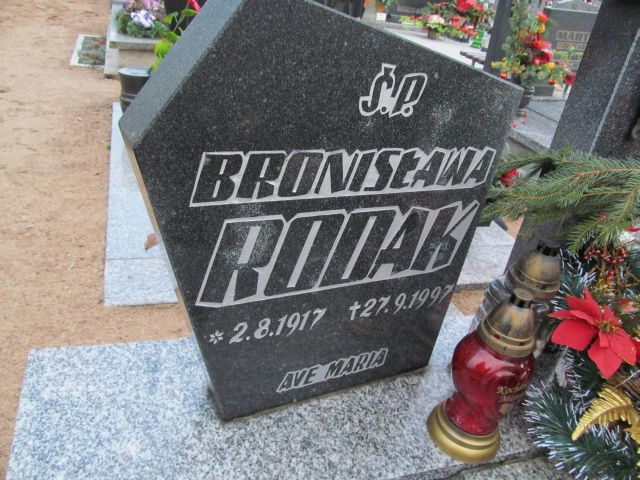 Ś.P.
BRONISŁAWA
RODAK
* 2.8.1917 †27.9.1997
AVE MARIA